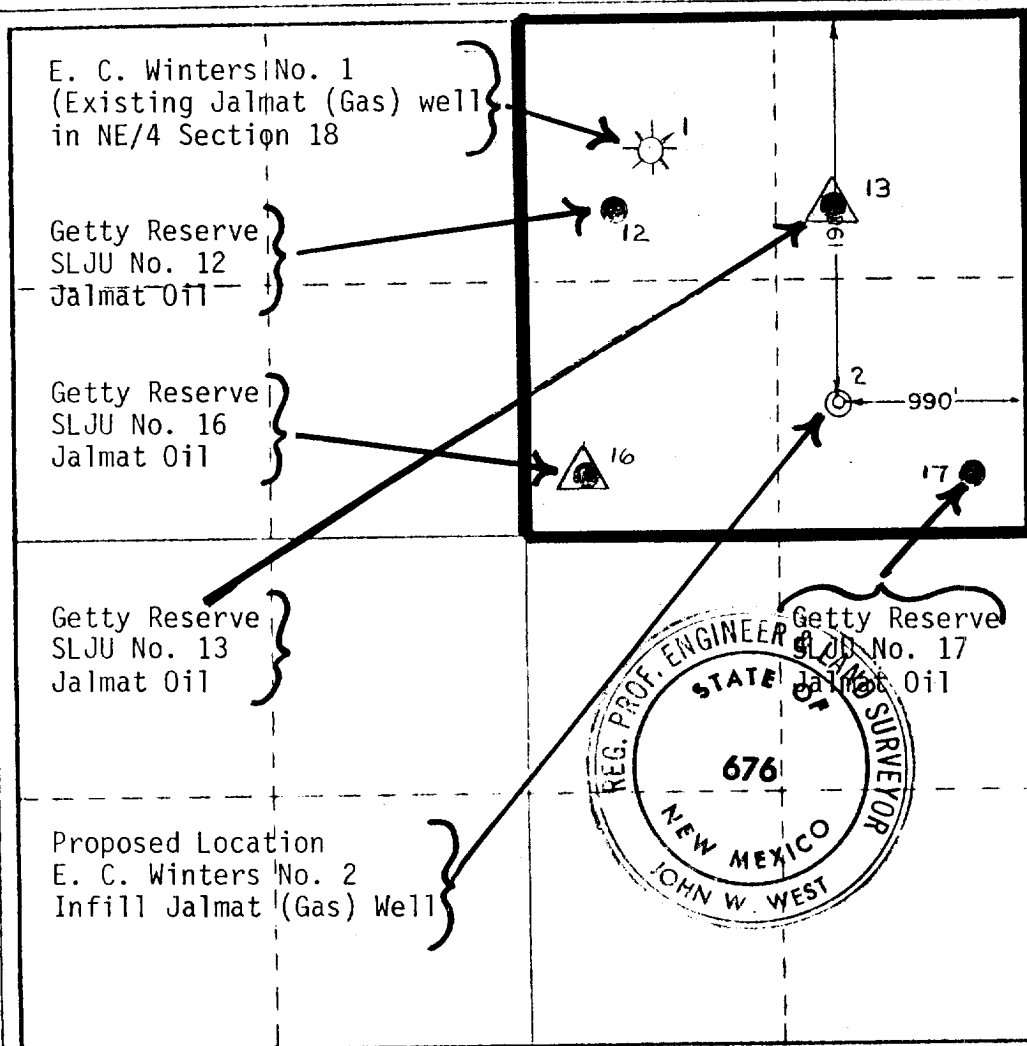 E. C. Winters No. 1
(Existing Jalmat (Gas) well
in NE/4 Section 18
1
13
Getty Reserve
SLJU No. 12
Jalmat Oil
12
Getty Reserve
SLJU No. 16
Jalmat Oil
2
990'
16
17
Getty Reserve
SLJU No. 13
Jalmat Oil
Getty Reserve
SLJU No. 17
Jalmat Oil
REG. PROF. ENGINEER & LAND SURVEYOR
STATE OF
676
NEW MEXICO
JOHN W. WEST
Proposed Location
E. C. Winters No. 2
Infill Jalmat (Gas) Well